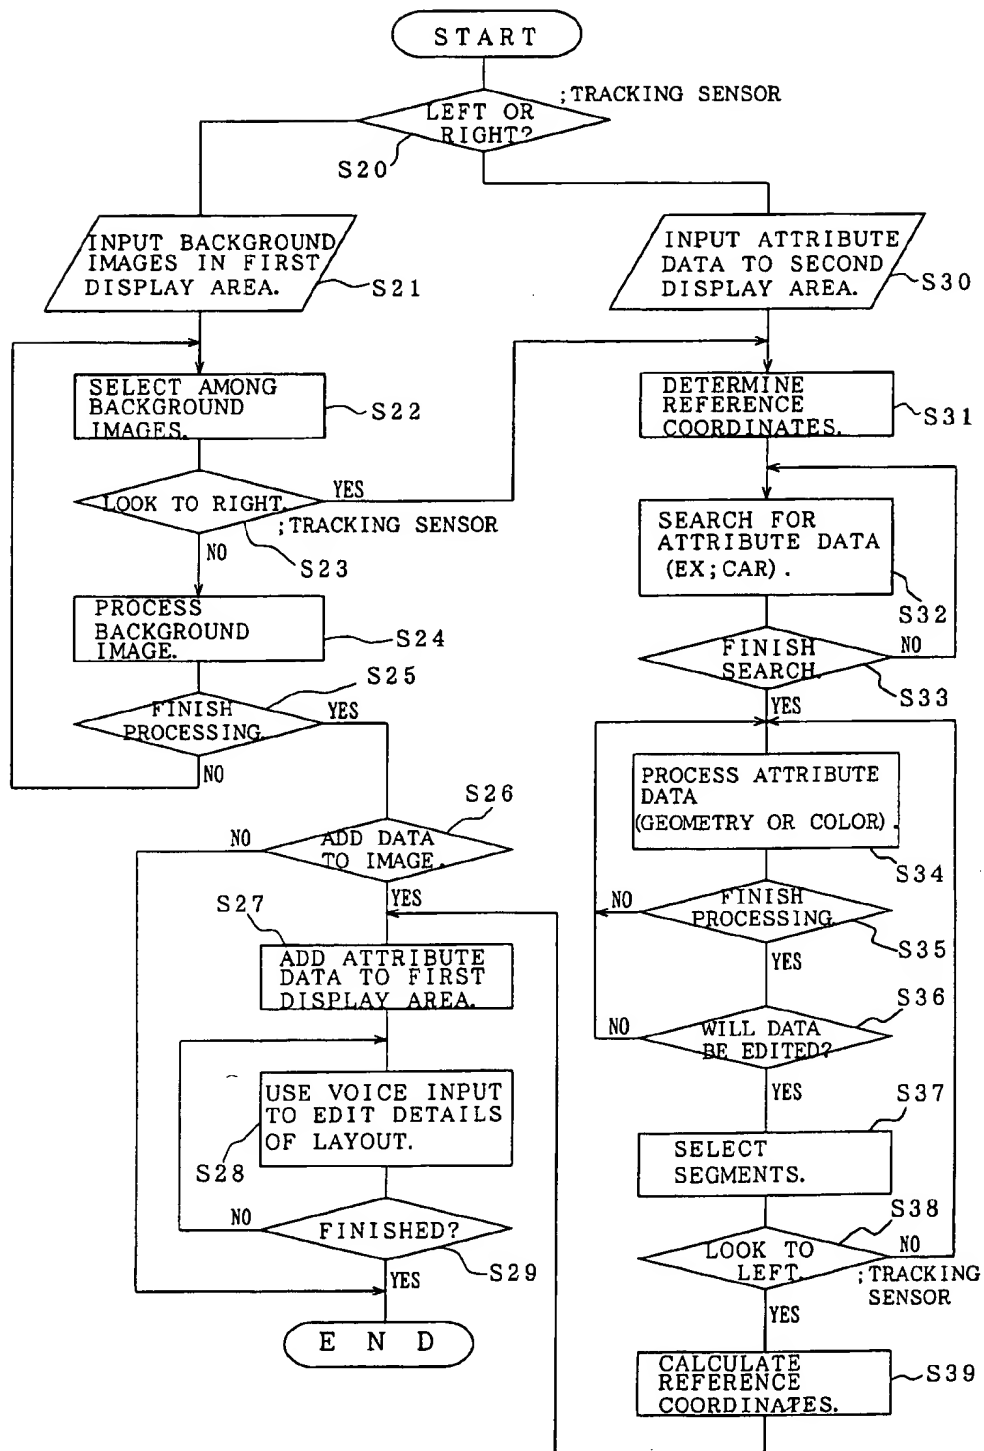 START
;TRACKING SENSOR
LEFT OR
RIGHT?
S20
INPUT BACKGROUND
IMAGES IN FIRST
DISPLAY AREA.
S21
SELECT AMONG
BACKGROUND
IMAGES.
S22
LOOK TO RIGHT.
YES
;TRACKING SENSOR
S23
NO
PROCESS
BACKGROUND
IMAGE.
S24
S25
FINISH
PROCESSING.
YES
NO
S26
ADD DATA
TO IMAGE.
NO
YES
S27
ADD ATTRIBUTE
DATA TO FIRST
DISPLAY AREA.
USE VOICE INPUT
TO EDIT DETAILS
OF LAYOUT.
S28
FINISHED?
NO
S29
YES
END
INPUT ATTRIBUTE
DATA TO SECOND
DISPLAY AREA.
S30
DETERMINE
REFERENCE
COORDINATES.
S31
SEARCH FOR
ATTRIBUTE DATA
(EX;CAR).
S32
FINISH
SEARCH.
NO
S33
YES
PROCESS ATTRIBUTE
DATA
(GEOMETRY OR COLOR).
S34
FINISH
PROCESSING
NO
S35
YES
S36
WILL DATA
BE EDITED?
NO
YES
S37
SELECT
SEGMENTS.
S38
LOOK TO
LEFT.
NO
;TRACKING
SENSOR
YES
CALCULATE
REFERENCE
COORDINATES.
S39